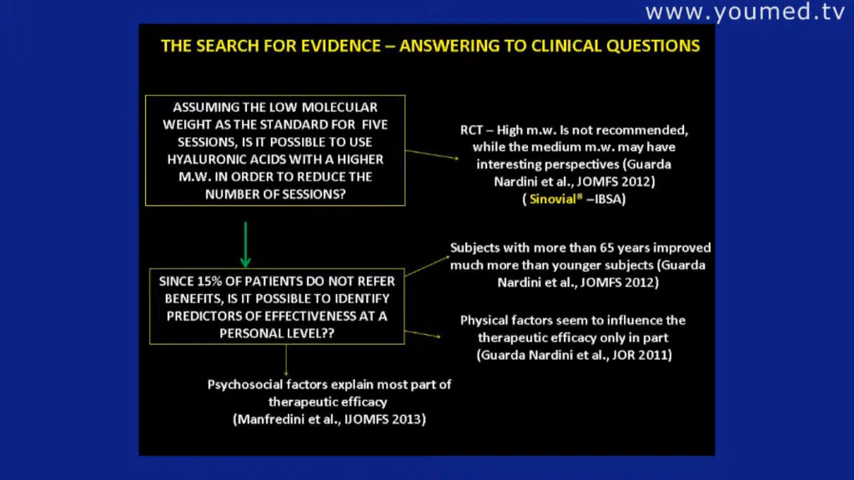 www.youmed.tv
THE SEARCH FOR EVIDENCE – ANSWERING TO CLINICAL QUESTIONS
ASSUMING THE LOW MOLECULAR
WEIGHT AS THE STANDARD FOR FIVE
SESSIONS, IS IT POSSIBLE TO USE
HYALURONIC ACIDS WITH A HIGHER
M.W. IN ORDER TO REDUCE THE
NUMBER OF SESSIONS?
RCT – High m.w. Is not recommended,
while the medium m.w. may have
interesting perspectives (Guarda
Nardini et al., JOMFS 2012)
( Sinovial® –IBSA)
SINCE 15% OF PATIENTS DO NOT REFER
BENEFITS, IS IT POSSIBLE TO IDENTIFY
PREDICTORS OF EFFECTIVENESS AT A
PERSONAL LEVEL??
Subjects with more than 65 years improved
much more than younger subjects (Guarda
Nardini et al., JOMFS 2012)
Physical factors seem to influence the
therapeutic efficacy only in part
(Guarda Nardini et al., JOR 2011)
Psychosocial factors explain most part of
therapeutic efficacy
(Manfredini et al., IJOMFS 2013)